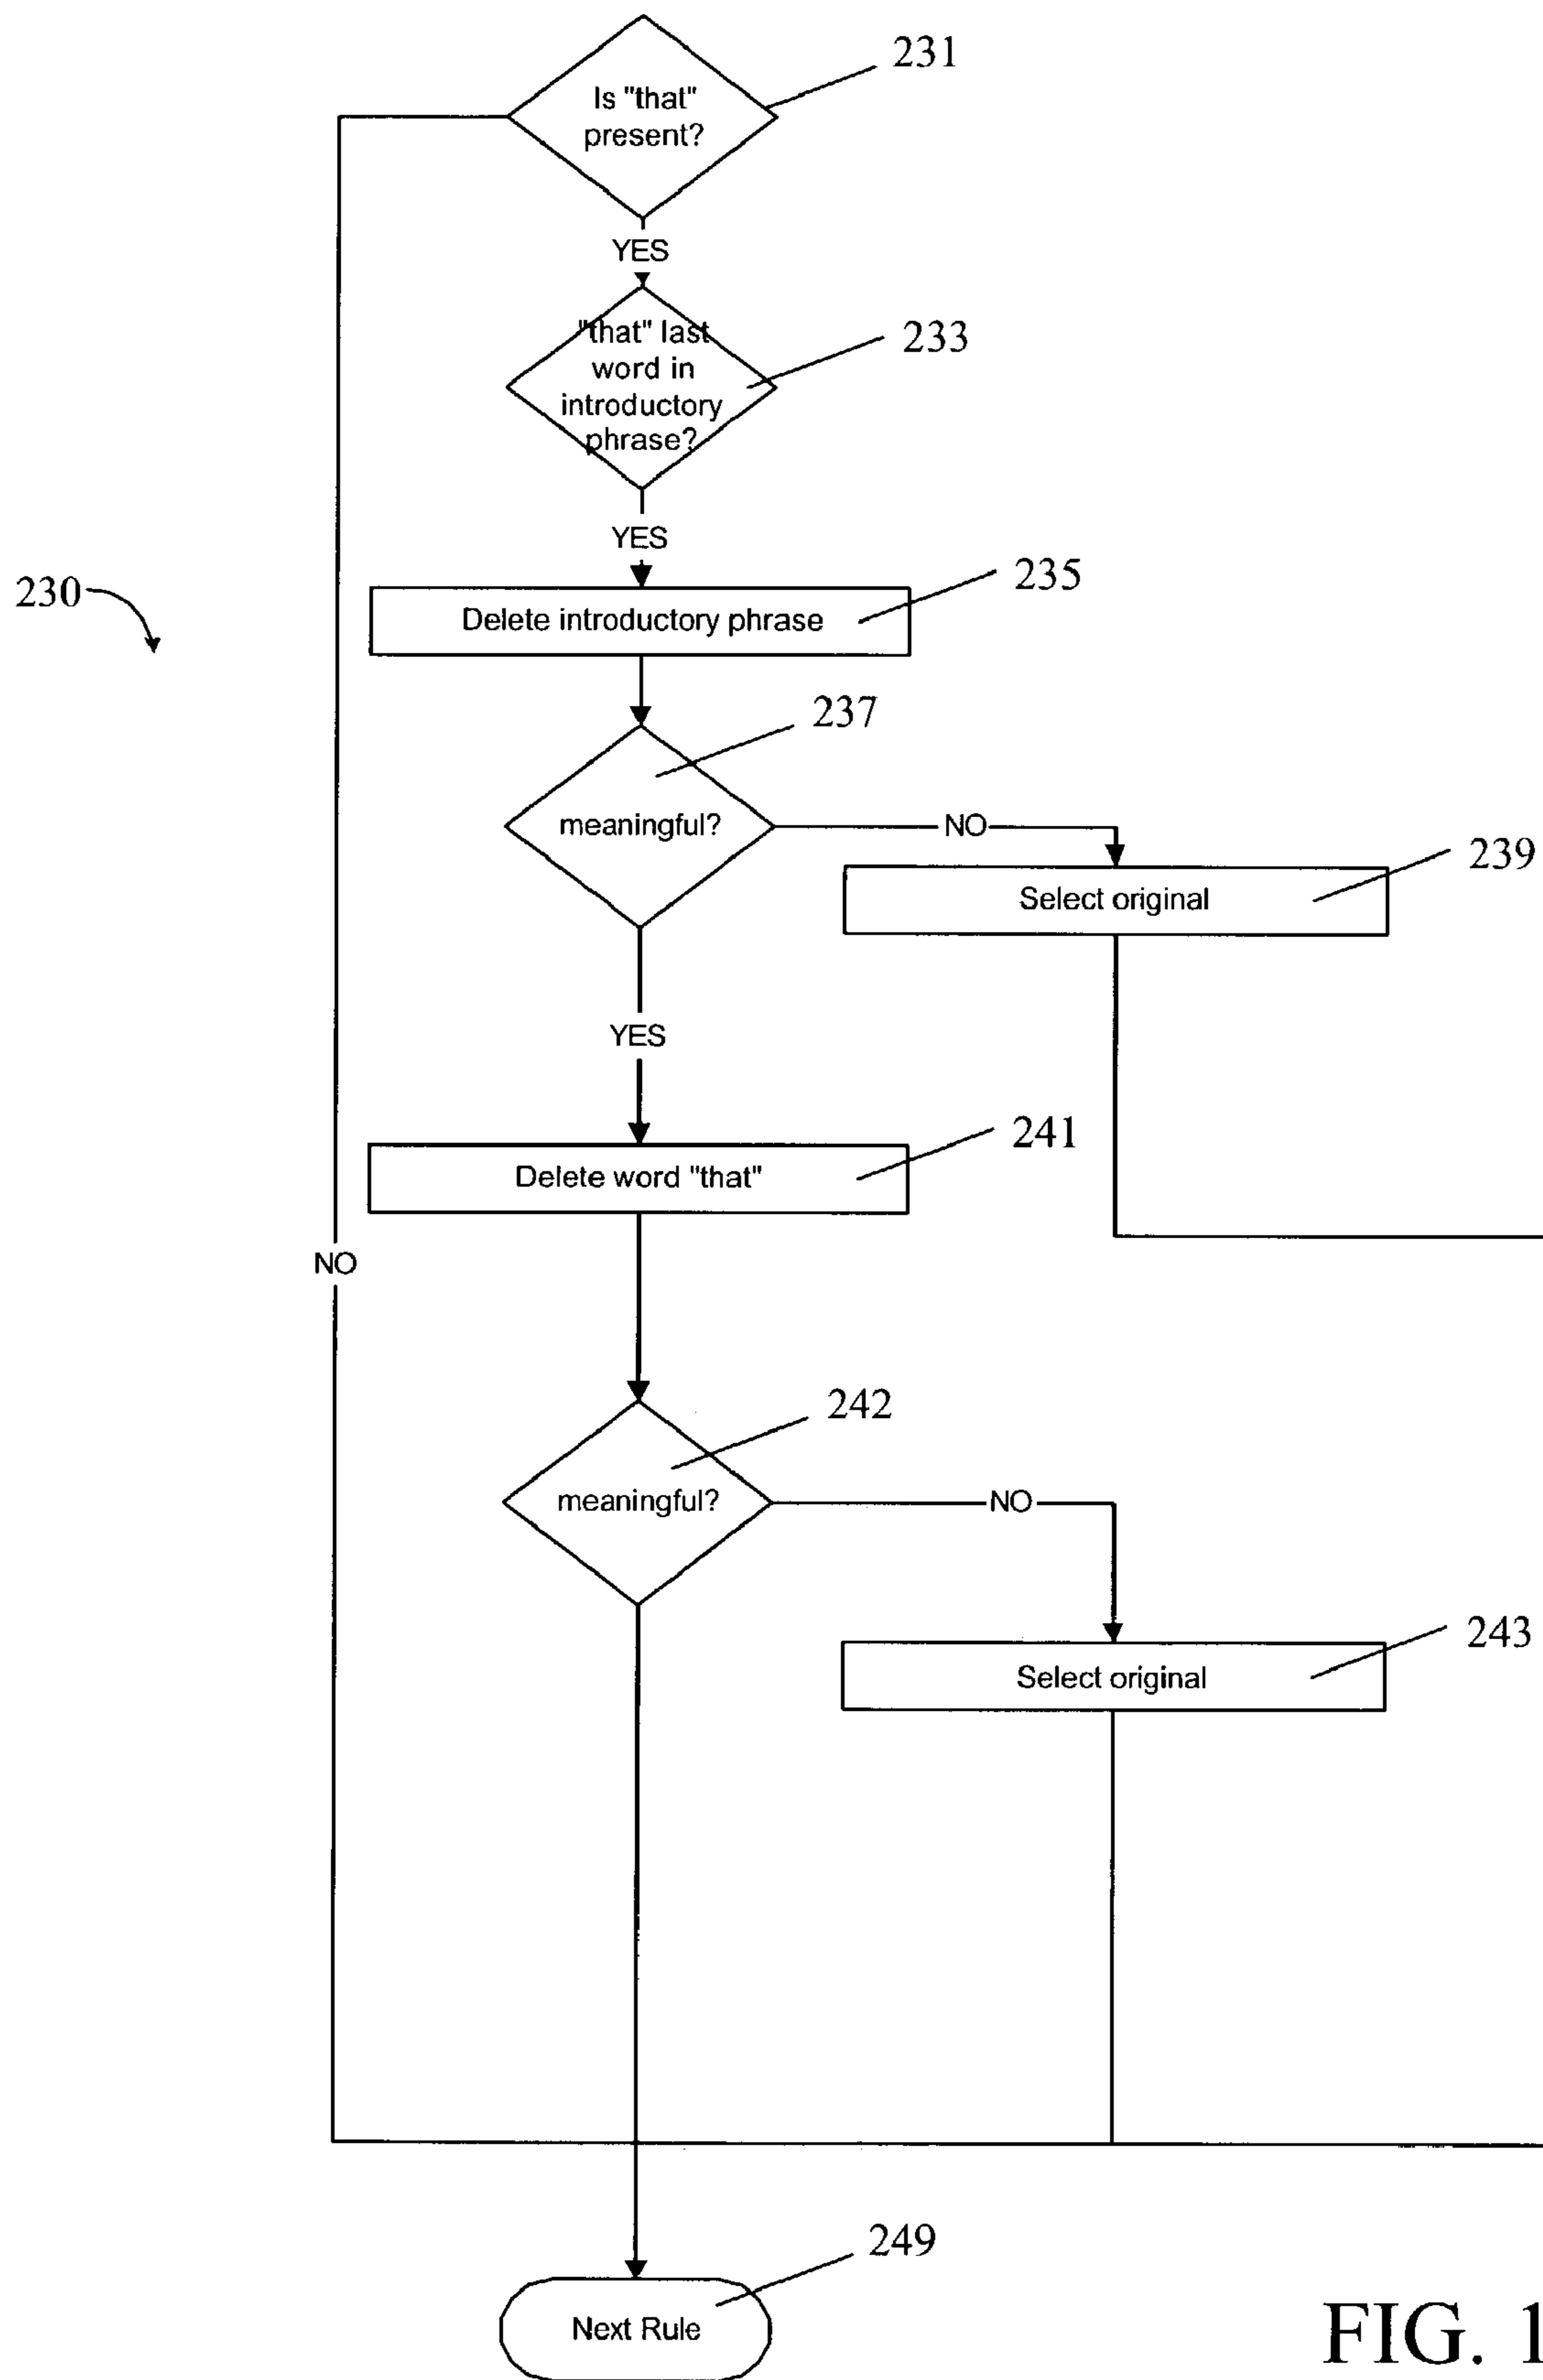 231
Is "that"
present?
YES
233
"that" last
word in
introductory
phrase?
YES
230
235
Delete introductory phrase
237
meaningful?
NO
239
Select original
YES
241
Delete word "that"
NO
242
meaningful?
NO
243
Select original
249
Next Rule
FIG. 1